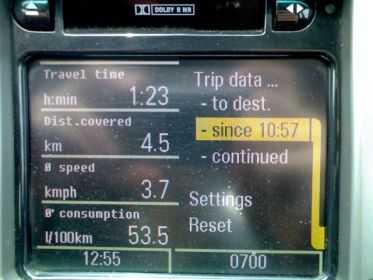 DOLBY B NR
Travel time
h:min 1:23
Dist.covered
km 4.5
Ø speed
kmph 3.7
Ø consumption
l/100km 53.5
12:55
Trip data ...
- to dest.
- since 10:57
- continued
Settings
Reset
0700